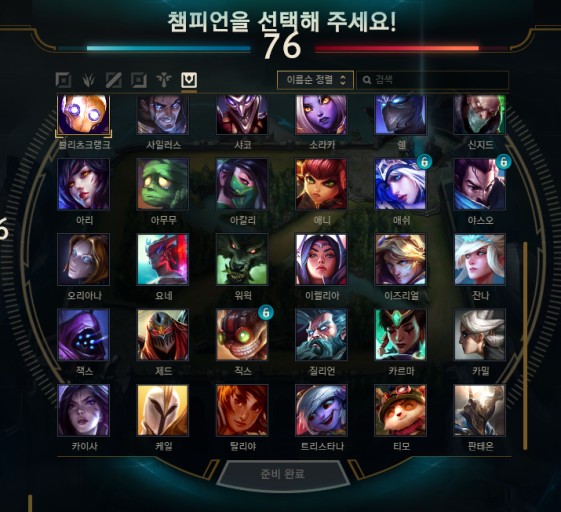 챔피언을 선택해 주세요!
76
이름순 정렬 검색
블리츠크랭크 사일러스 샤코 소라카 쉔 신지드
6 6
아리 아무무 아칼리 애니 애쉬 야스오
6
오리아나 요네 워윅 이렐리아 이즈리얼 잔나
6
잭스 제드 직스 질리언 카르마 카밀
카이사 케일 탈리야 트리스타나 티모 판테온
준비 완료